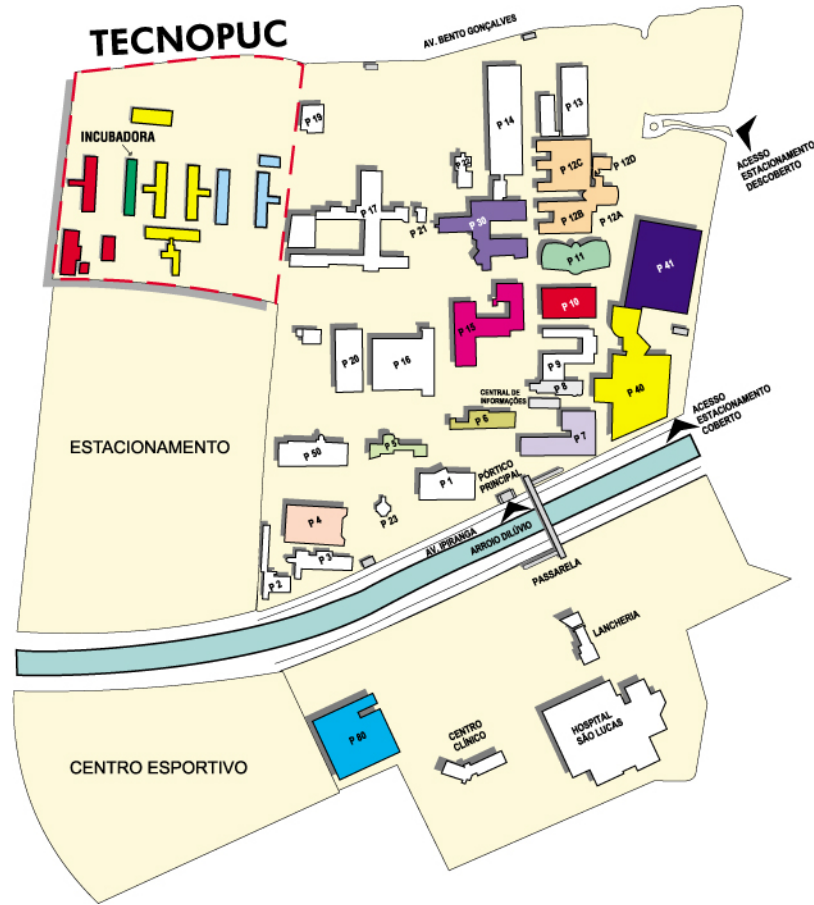 TECNOPUC
AV. BENTO GONÇALVES
INCUBADORA
P 19
P 14
P 13
ACESSO
ESTACIONAMENTO
DESCOBERTO
P 22
P 12C
P 12D
P 17
P 21
P 30
P 12B
P 12A
P 11
P 41
P 10
P 15
P 20
P 16
P 9
P 8
P 40
CENTRAL DE
INFORMAÇÕES
ACESSO
ESTACIONAMENTO
COBERTO
P 6
P 7
ESTACIONAMENTO
P 50
P 5
P 1
PÓRTICO
PRINCIPAL
P 4
P 23
AV. IPIRANGA
ARROIO DILÚVIO
P 3
P 2
PASSARELA
LANCHERIA
HOSPITAL
SÃO LUCAS
P 80
CENTRO
CLÍNICO
CENTRO ESPORTIVO